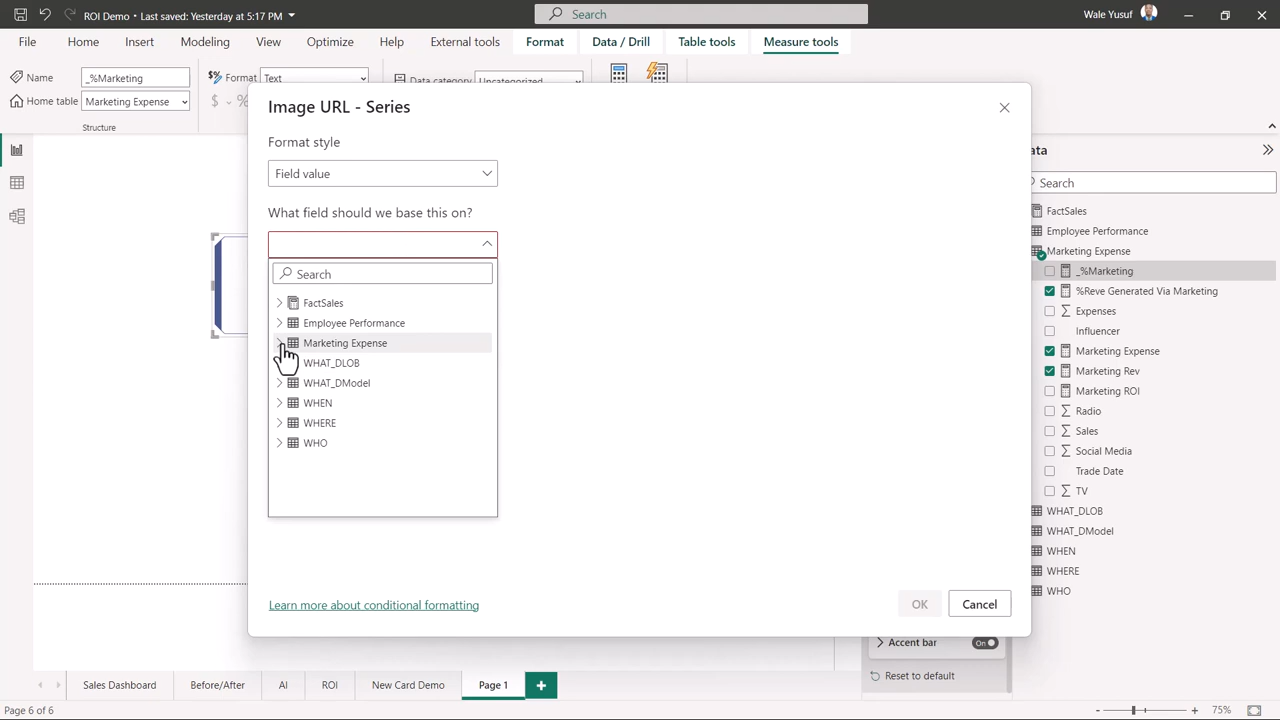 ROI Demo • Last saved: Yesterday at 5:17 PM
Search
Wale Yusuf
File
Home
Insert
Modeling
View
Optimize
Help
External tools
Format
Data / Drill
Table tools
Measure tools
Name
_%Marketing
Format
Text
Data category
Uncategorized
Home table
Marketing Expense
$
%
Structure
Image URL - Series
Format style
Field value
What field should we base this on?
Search
FactSales
Employee Performance
Marketing Expense
WHAT_DLOB
WHAT_DModel
WHEN
WHERE
WHO
Learn more about conditional formatting
OK
Cancel
ata
Search
FactSales
Employee Performance
Marketing Expense
_%Marketing
%Reve Generated Via Marketing
Expenses
Influencer
Marketing Expense
Marketing Rev
Marketing ROI
Radio
Sales
Social Media
Trade Date
TV
WHAT_DLOB
WHAT_DModel
WHEN
WHERE
WHO
Accent bar
On
Reset to default
Sales Dashboard
Before/After
AI
ROI
New Card Demo
Page 1
Page 6 of 6
75%